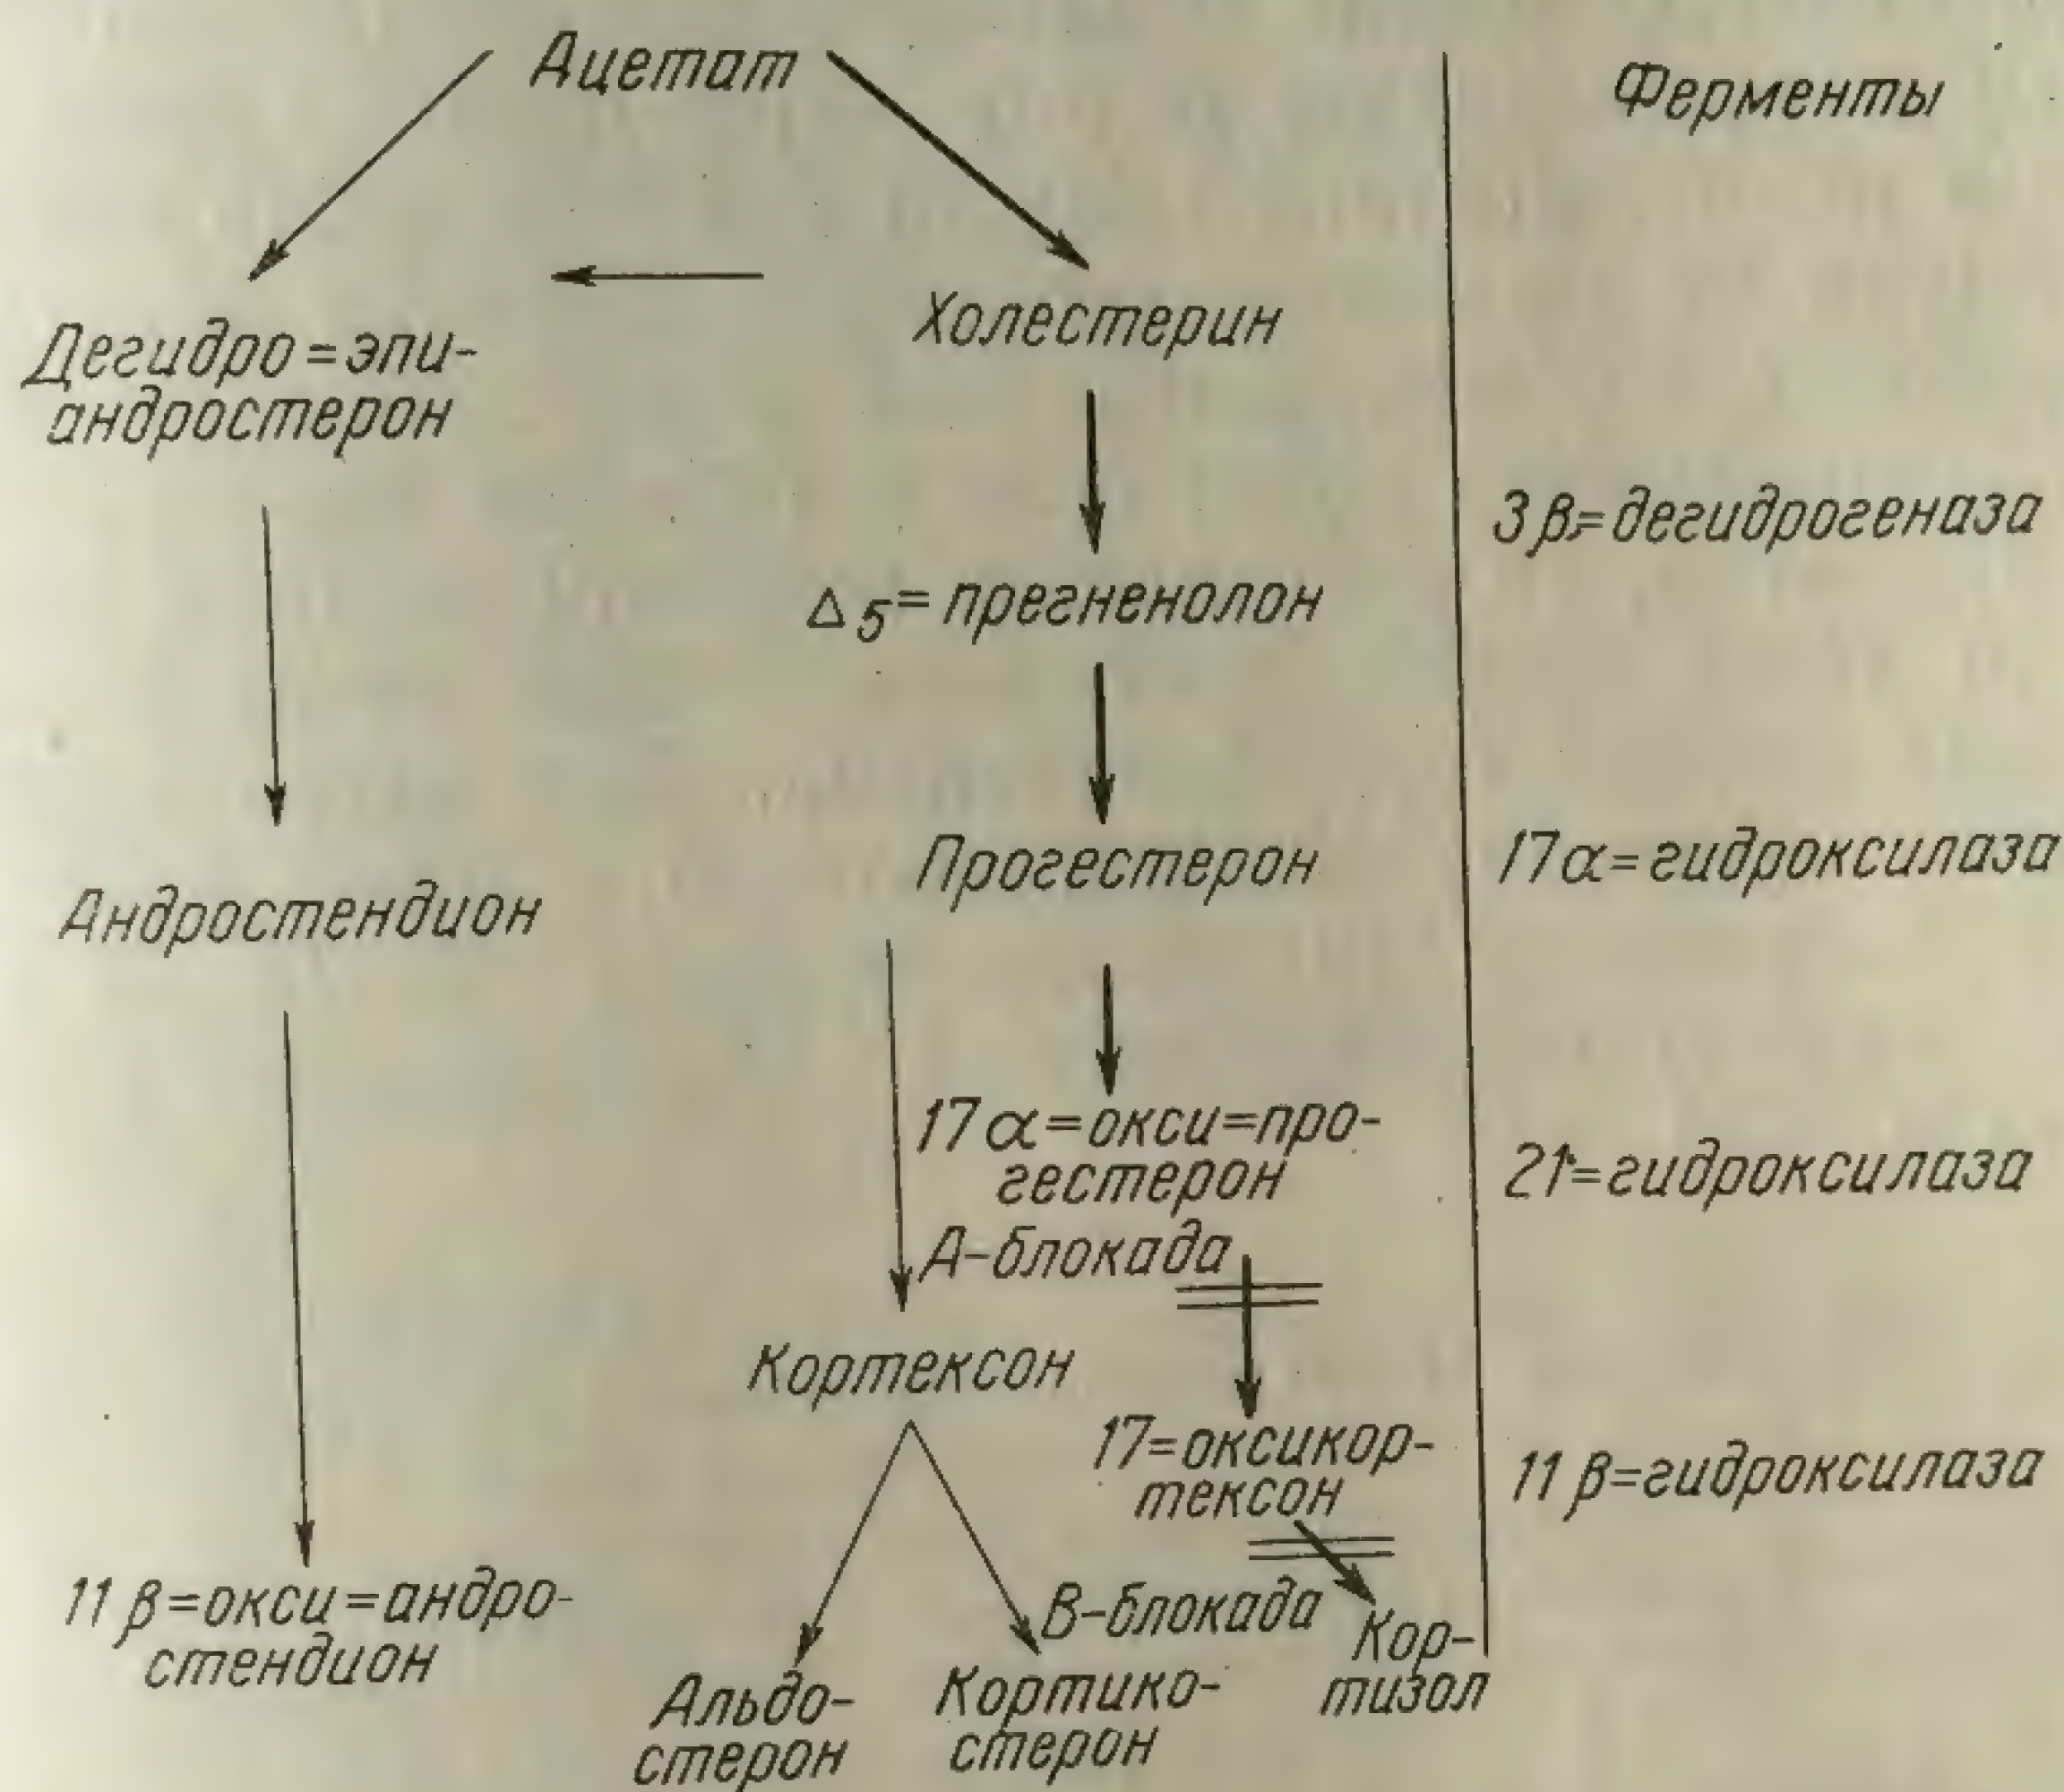 Ацетат
Ферменты
Холестерин
Дегидро=эпи-
андростерон
3β=дегидрогеназа
Δ5=прегненолон
Прогестерон
17α=гидроксилаза
Андростендион
17α=окси=про-
гестерон
21=гидроксилаза
А-блокада
Кортексон
17=оксикор-
тексон
11β=гидроксилаза
11β=окси=андро-
стендион
В-блокада
Кор-
тизол
Альдо-
стерон
Кортико-
стерон